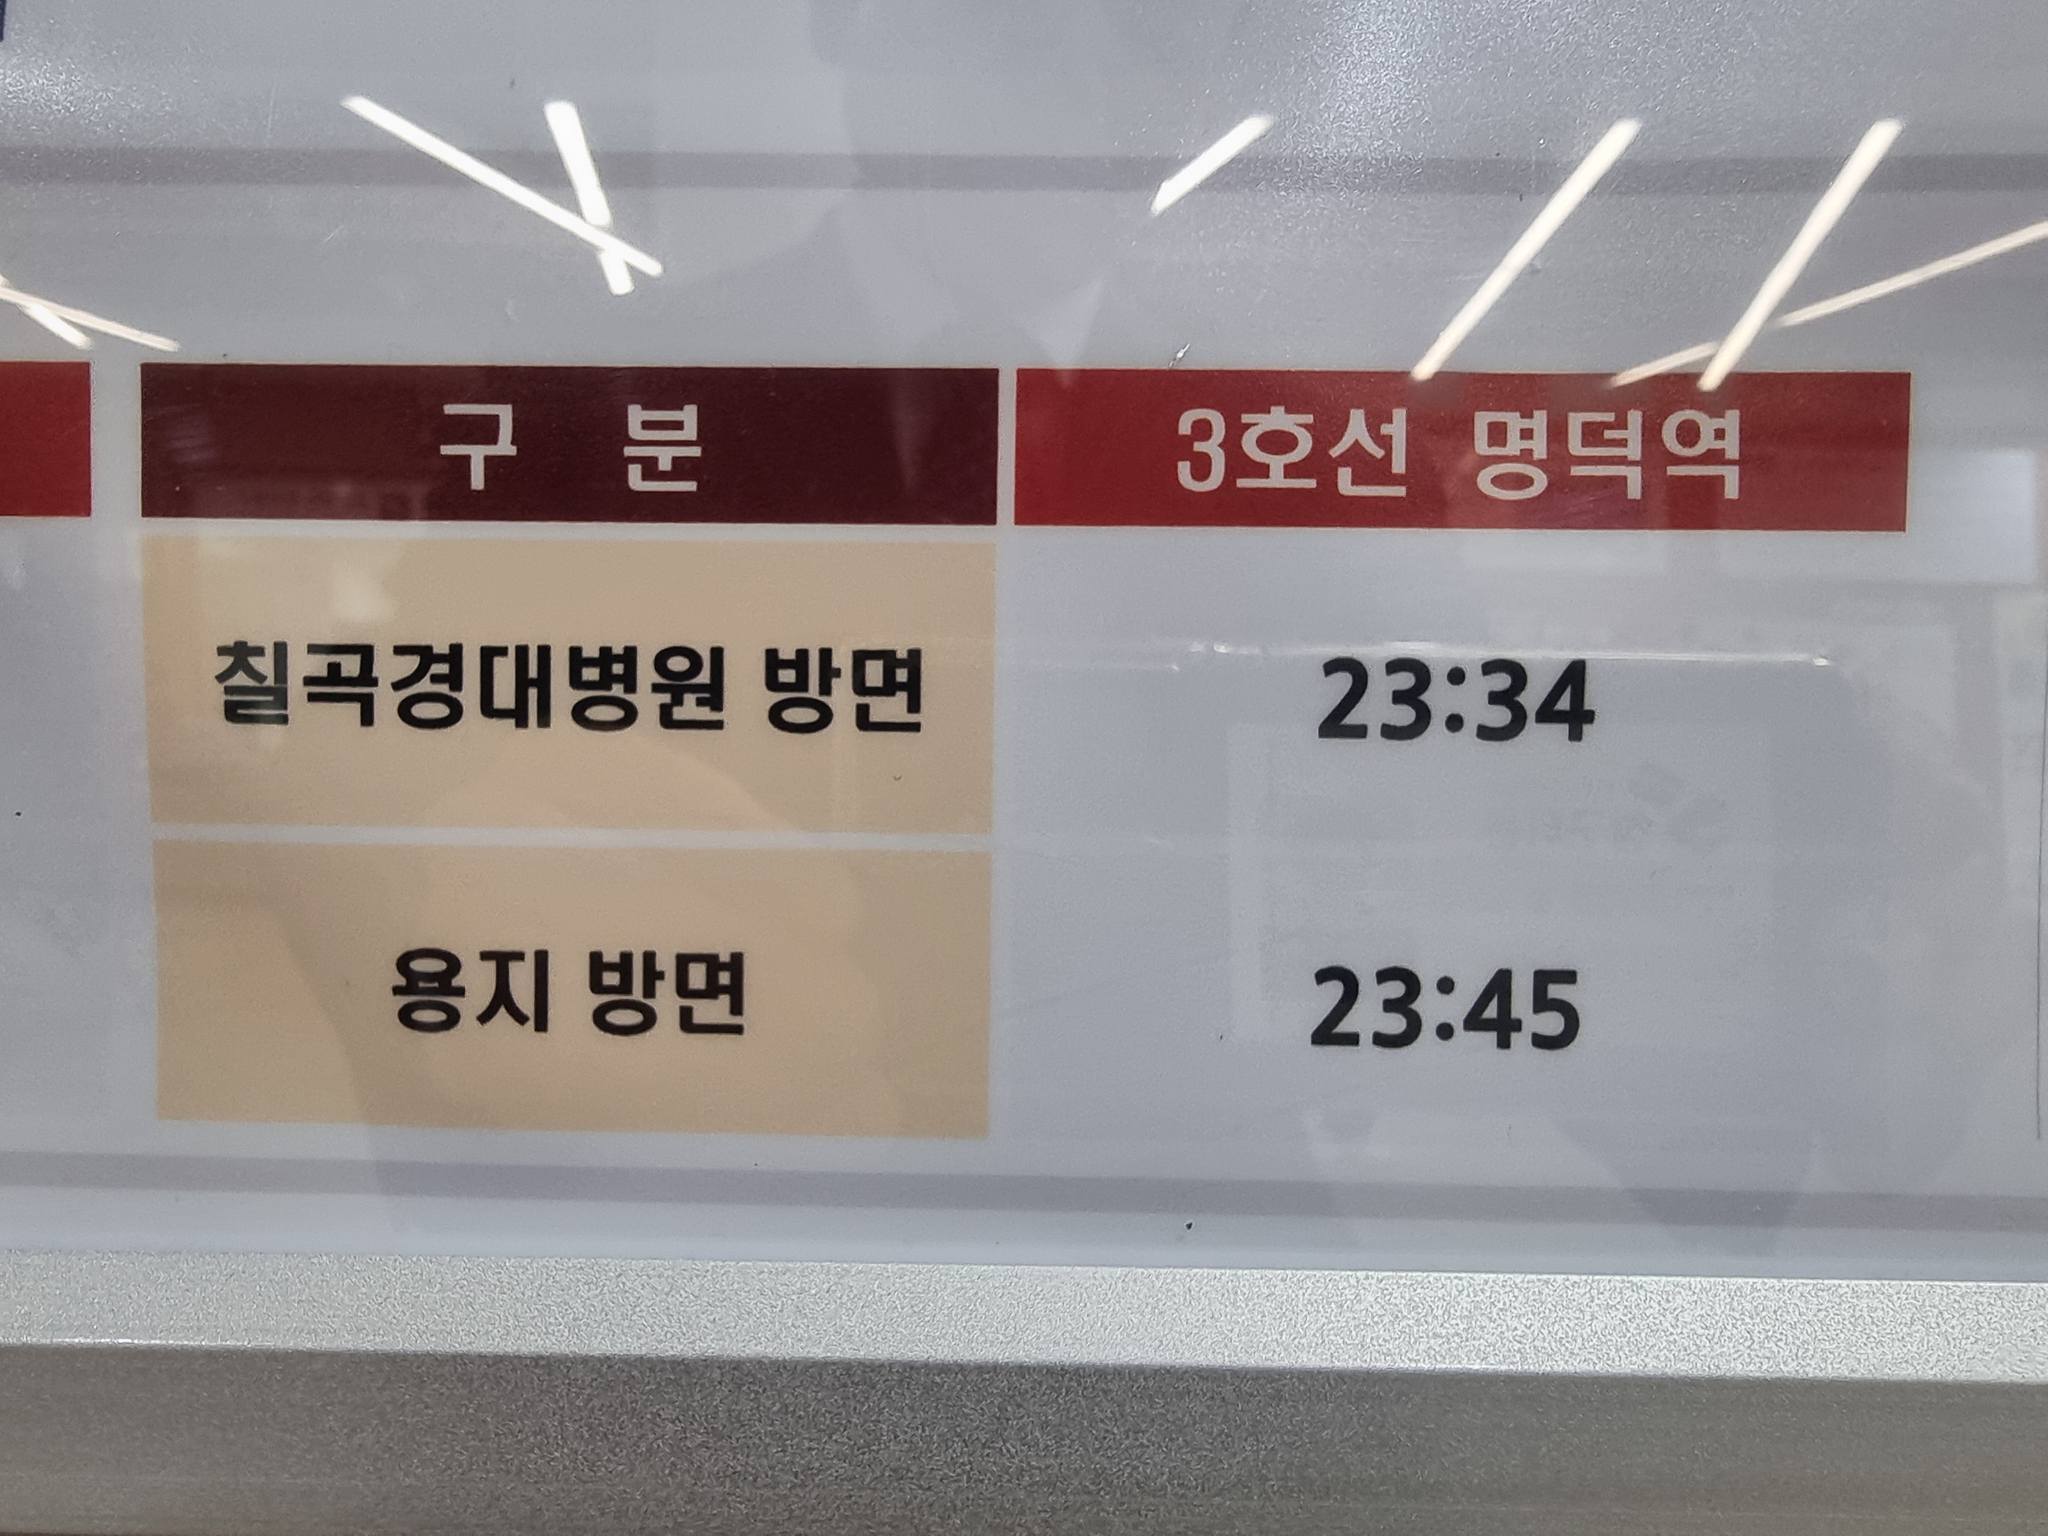 구 분 3호선 명덕역
칠곡경대병원 방면 23:34
용지 방면 23:45